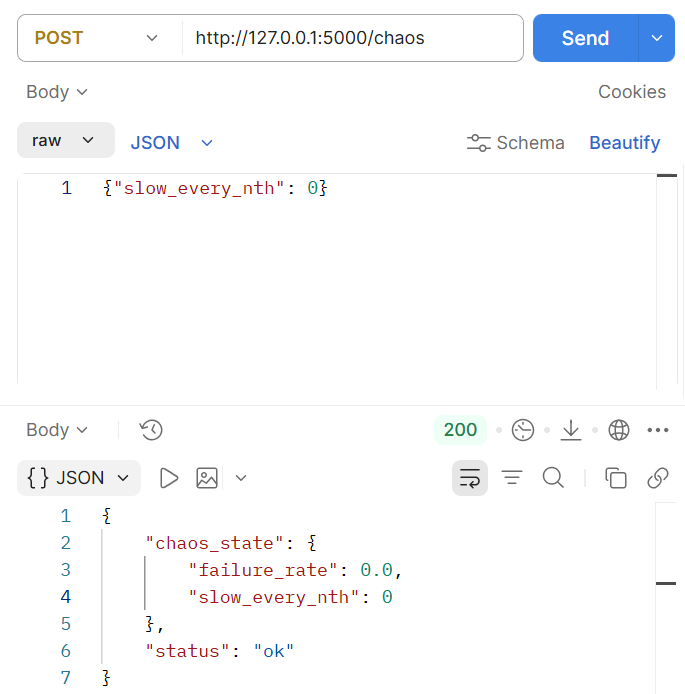 POST http://127.0.0.1:5000/chaos Send
Body Cookies
raw JSON Schema Beautify
1 {"slow_every_nth": 0}
Body 200
{} JSON
1 {
2 "chaos_state": {
3 "failure_rate": 0.0,
4 "slow_every_nth": 0
5 },
6 "status": "ok"
7 }